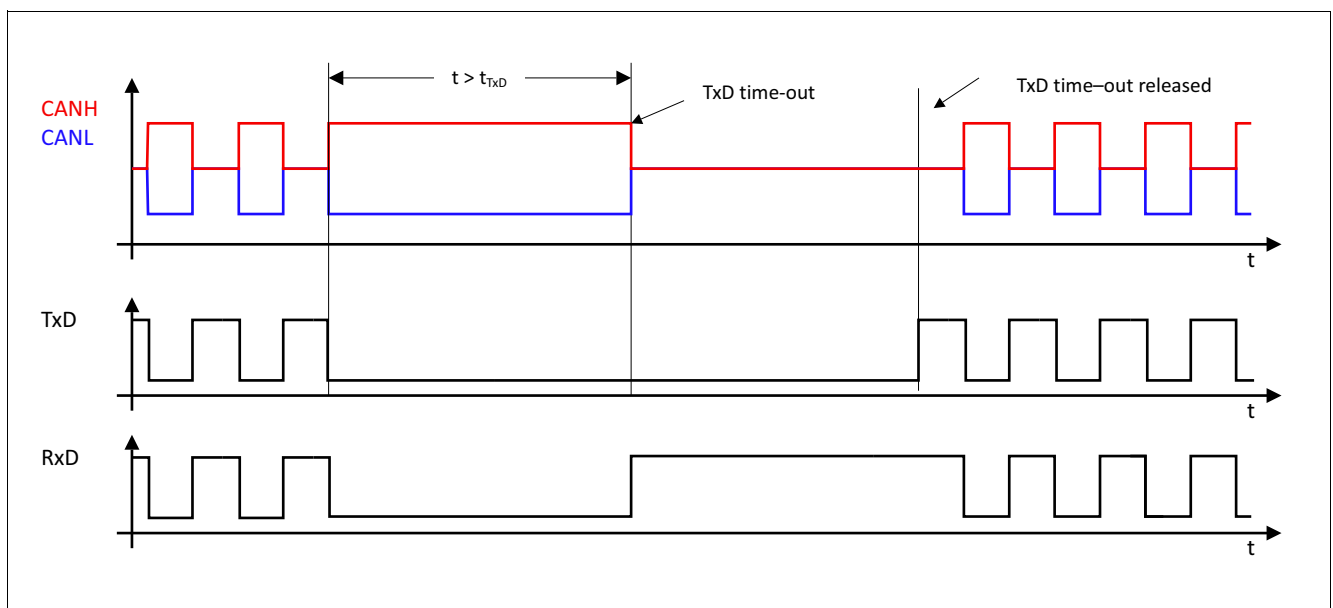 t > tTxD
TxD time-out
TxD time–out released
CANH
CANL
t
TxD
t
RxD
t